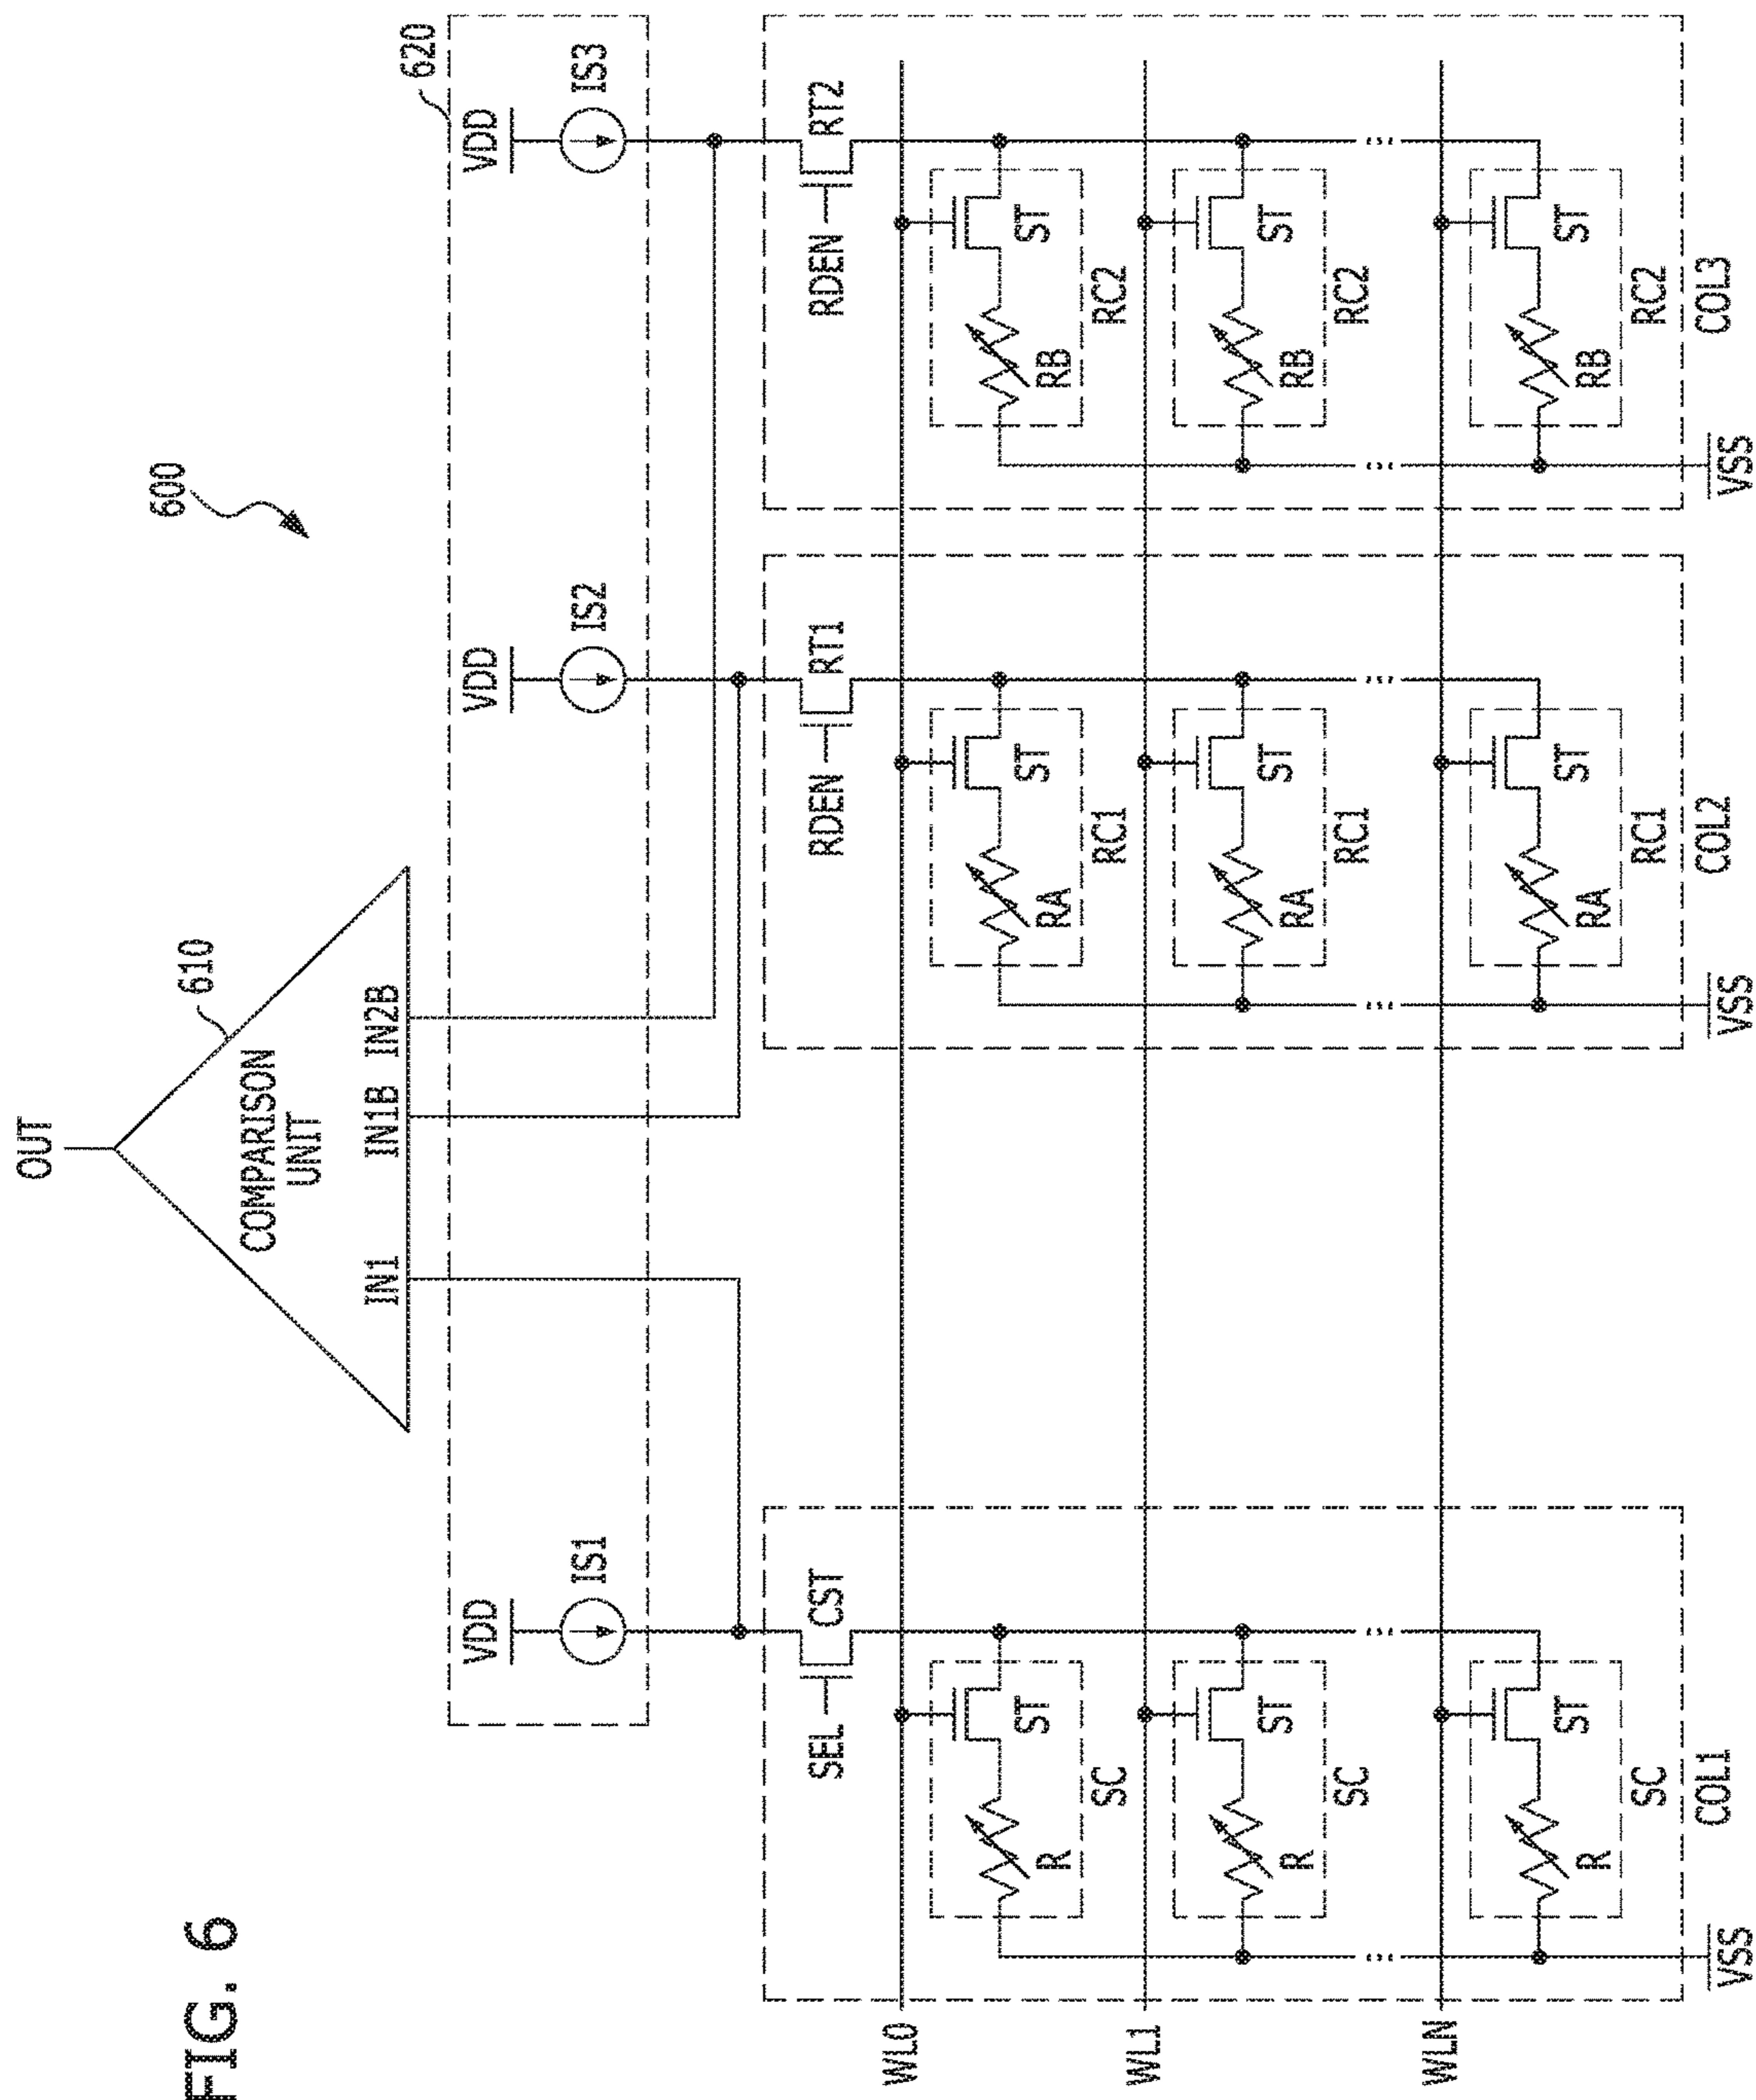 FIG. 6
600
OUT
610
COMPARISON
UNIT
IN1 IN1B IN2B
620
VDD VDD VDD
IS1 IS2 IS3
SEL CST RDEN RT1 RDEN RT2
WL0
R ST RA ST RB ST
SC RC1 RC2
WL1
R ST RA ST RB ST
SC RC1 RC2
WLN
R ST RA ST RB ST
SC RC1 RC2
COL1 COL2 COL3
VSS VSS VSS